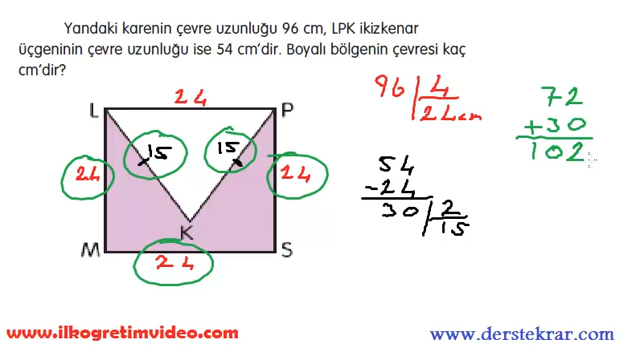 Yandaki karenin çevre uzunluğu 96 cm, LPK ikizkenar
üçgeninin çevre uzunluğu ise 54 cm'dir. Boyalı bölgenin çevresi kaç
cm'dir?
24
L P
15 15
24 24
K
M S
24
96 4
24 cm
54
-24
30 2
15
72
+30
102
www.ilkogretimvideo.com
www.derstekrar.com